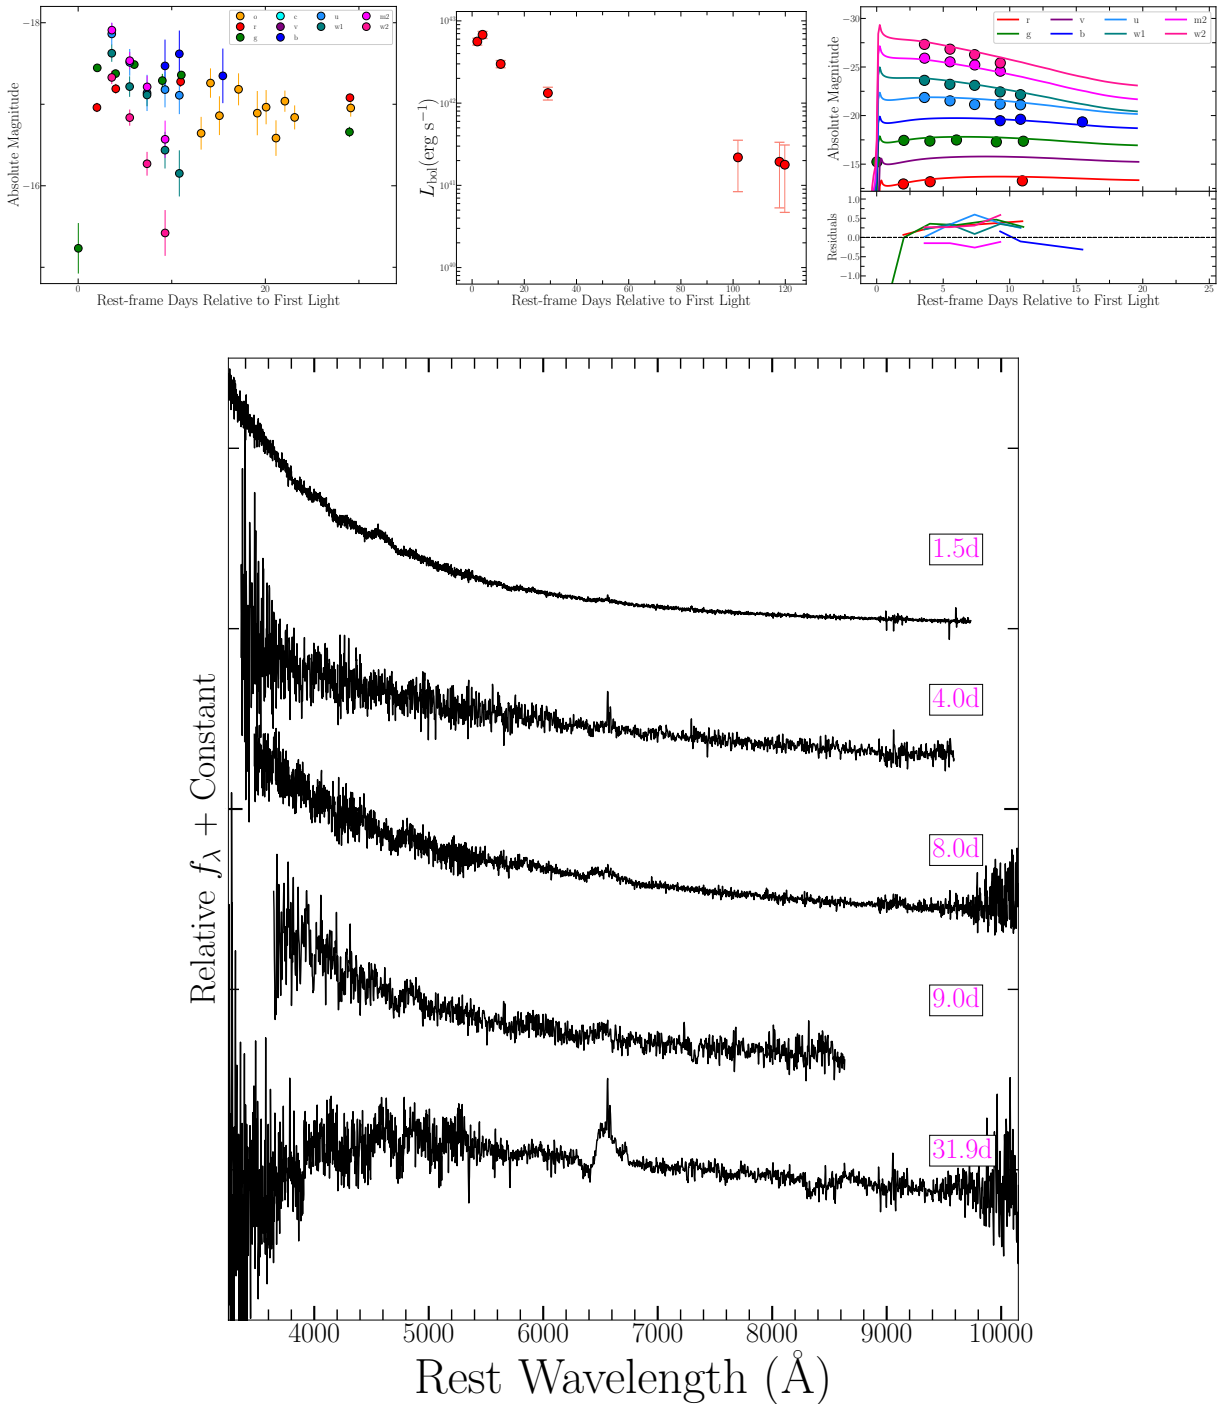 −18
−16
Absolute Magnitude
o c u m2
r v w1 w2
g b
0 20
Rest-frame Days Relative to First Light
10⁴³
10⁴²
10⁴¹
10⁴⁰
L_bol(erg s⁻¹)
0 20 40 60 80 100 120
Rest-frame Days Relative to First Light
−30
−25
−20
−15
Absolute Magnitude
r v u m2
g b w1 w2
1.0
0.5
0.0
−0.5
−1.0
Residuals
0 5 10 15 20 25
Rest-frame Days Relative to First Light
Relative f_λ + Constant
1.5d
4.0d
8.0d
9.0d
31.9d
4000 5000 6000 7000 8000 9000 10000
Rest Wavelength (Å)